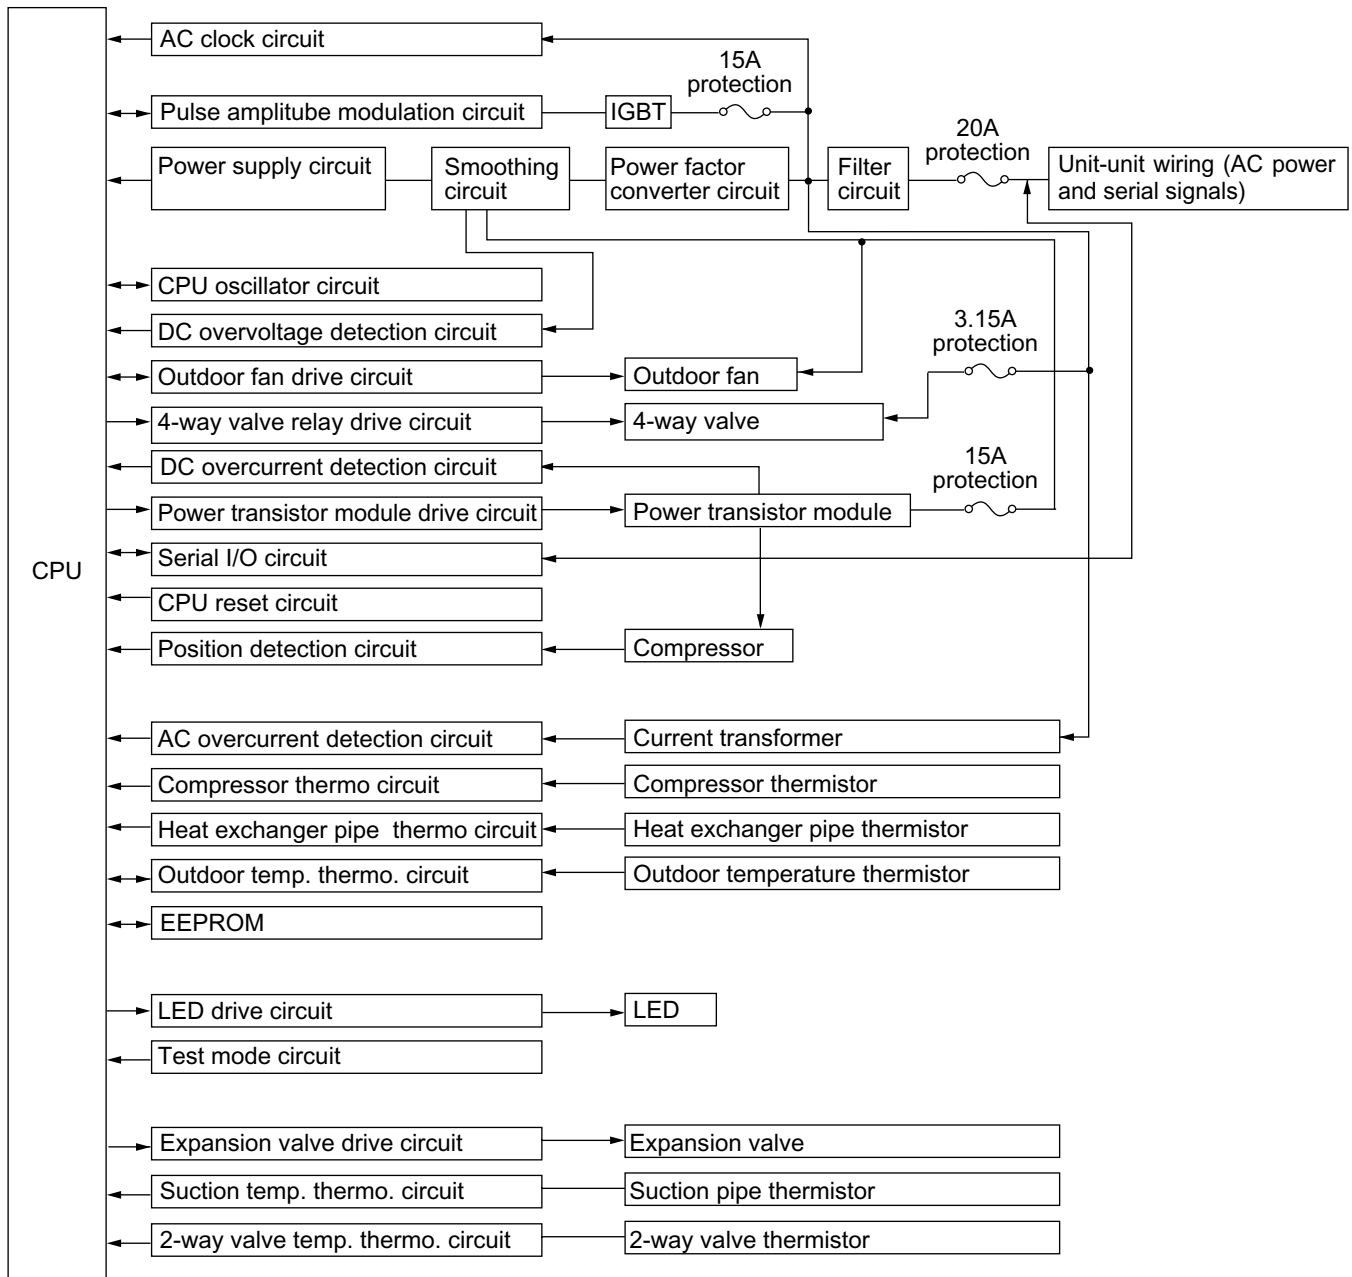 AC clock circuit
15A
protection
Pulse amplitube modulation circuit
IGBT
20A
protection
Power supply circuit
Smoothing
circuit
Power factor
converter circuit
Filter
circuit
Unit-unit wiring (AC power
and serial signals)
CPU oscillator circuit
DC overvoltage detection circuit
3.15A
protection
Outdoor fan drive circuit
Outdoor fan
4-way valve relay drive circuit
4-way valve
DC overcurrent detection circuit
15A
protection
Power transistor module drive circuit
Power transistor module
Serial I/O circuit
CPU
CPU reset circuit
Position detection circuit
Compressor
AC overcurrent detection circuit
Current transformer
Compressor thermo circuit
Compressor thermistor
Heat exchanger pipe  thermo circuit
Heat exchanger pipe thermistor
Outdoor temp. thermo. circuit
Outdoor temperature thermistor
EEPROM
LED drive circuit
LED
Test mode circuit
Expansion valve drive circuit
Expansion valve
Suction temp. thermo. circuit
Suction pipe thermistor
2-way valve temp. thermo. circuit
2-way valve thermistor